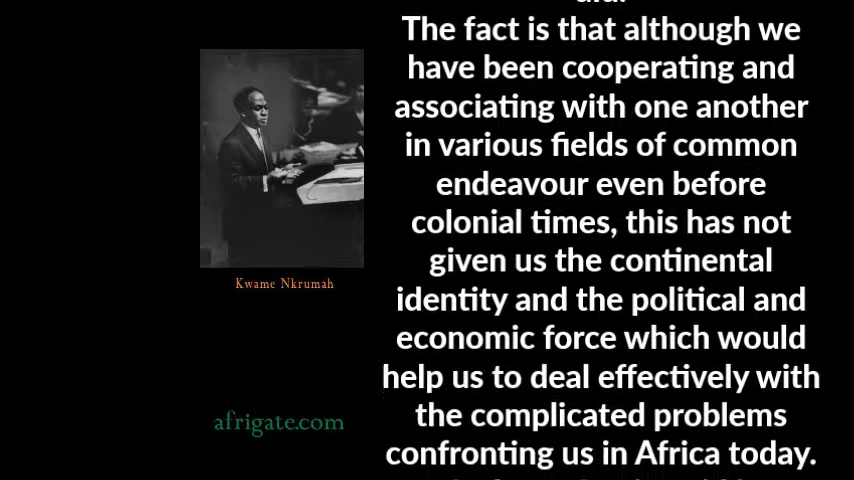 The fact is that although we
have been cooperating and
associating with one another
in various fields of common
endeavour even before
colonial times, this has not
given us the continental
identity and the political and
economic force which would
help us to deal effectively with
the complicated problems
confronting us in Africa today.
Kwame Nkrumah
afrigate.com